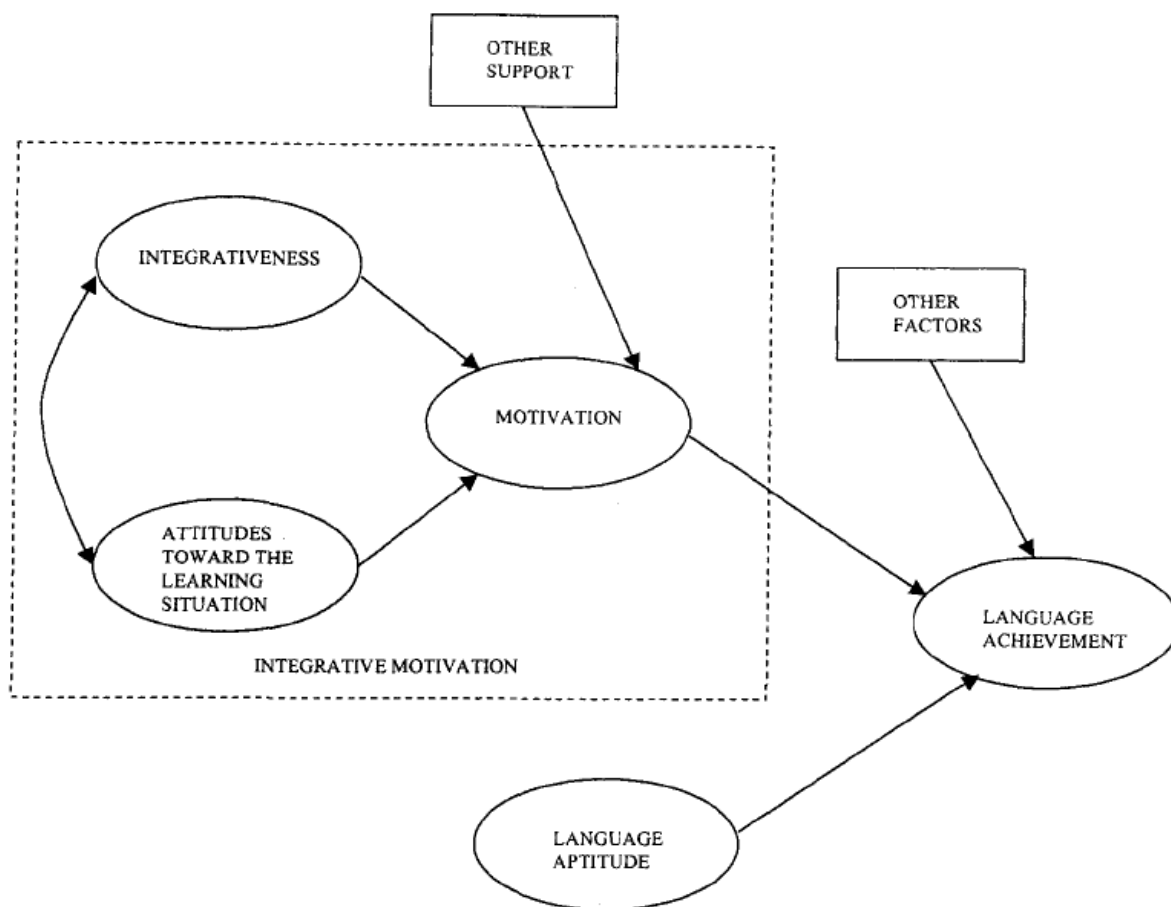 OTHER
SUPPORT
INTEGRATIVENESS
OTHER
FACTORS
MOTIVATION
ATTITUDES
TOWARD THE
LEARNING
SITUATION
LANGUAGE
ACHIEVEMENT
INTEGRATIVE MOTIVATION
LANGUAGE
APTITUDE